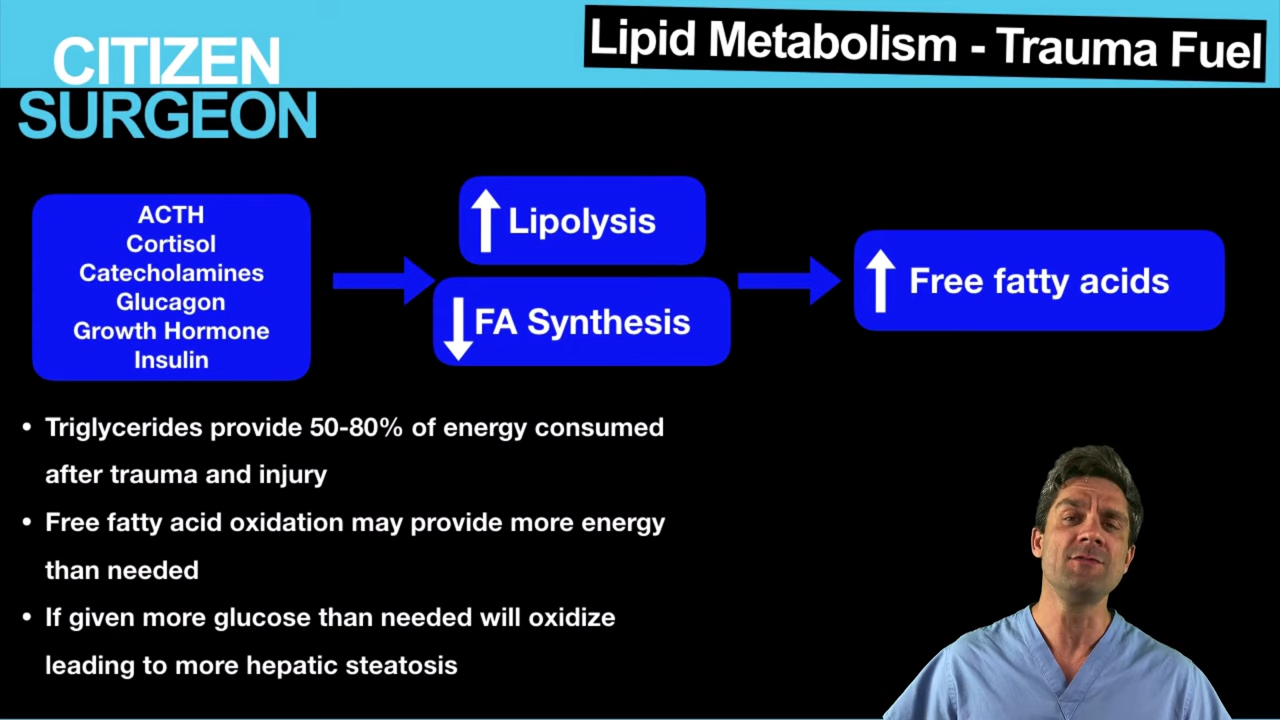 CITIZEN
SURGEON
Lipid Metabolism - Trauma Fuel
ACTH
Cortisol
Catecholamines
Glucagon
Growth Hormone
Insulin
Lipolysis
FA Synthesis
Free fatty acids
• Triglycerides provide 50-80% of energy consumed
after trauma and injury
• Free fatty acid oxidation may provide more energy
than needed
• If given more glucose than needed will oxidize
leading to more hepatic steatosis